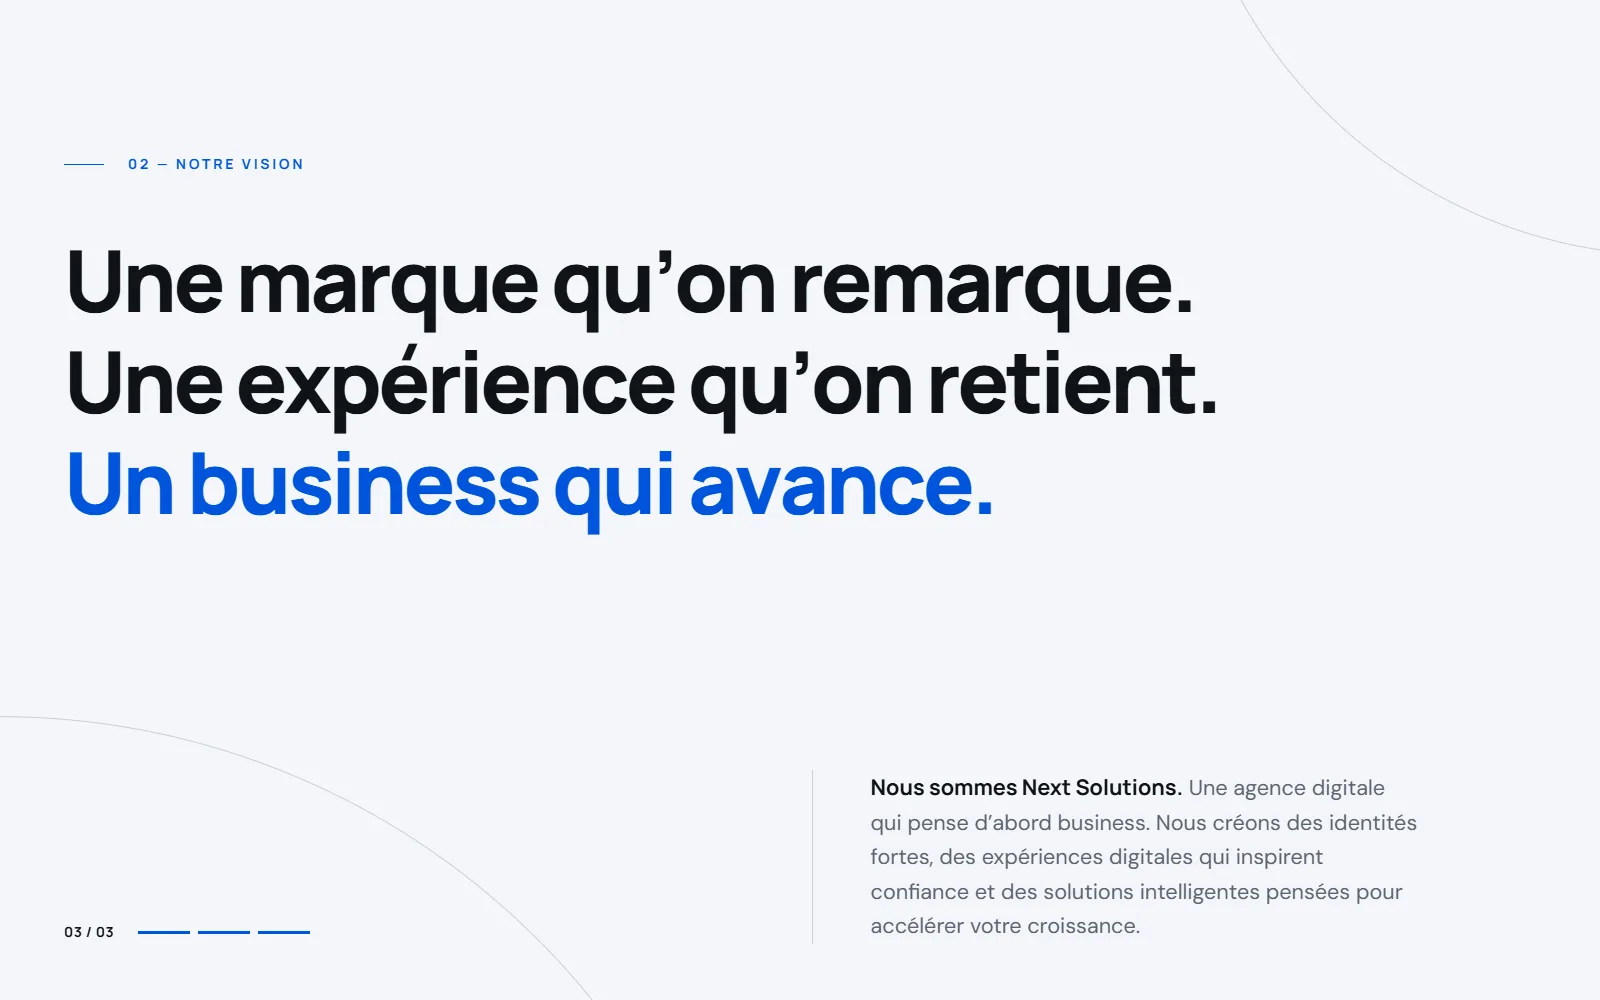 02 — NOTRE VISION
Une marque qu’on remarque.
Une expérience qu’on retient.
Un business qui avance.
Nous sommes Next Solutions. Une agence digitale
qui pense d’abord business. Nous créons des identités
fortes, des expériences digitales qui inspirent
confiance et des solutions intelligentes pensées pour
accélérer votre croissance.
03 / 03